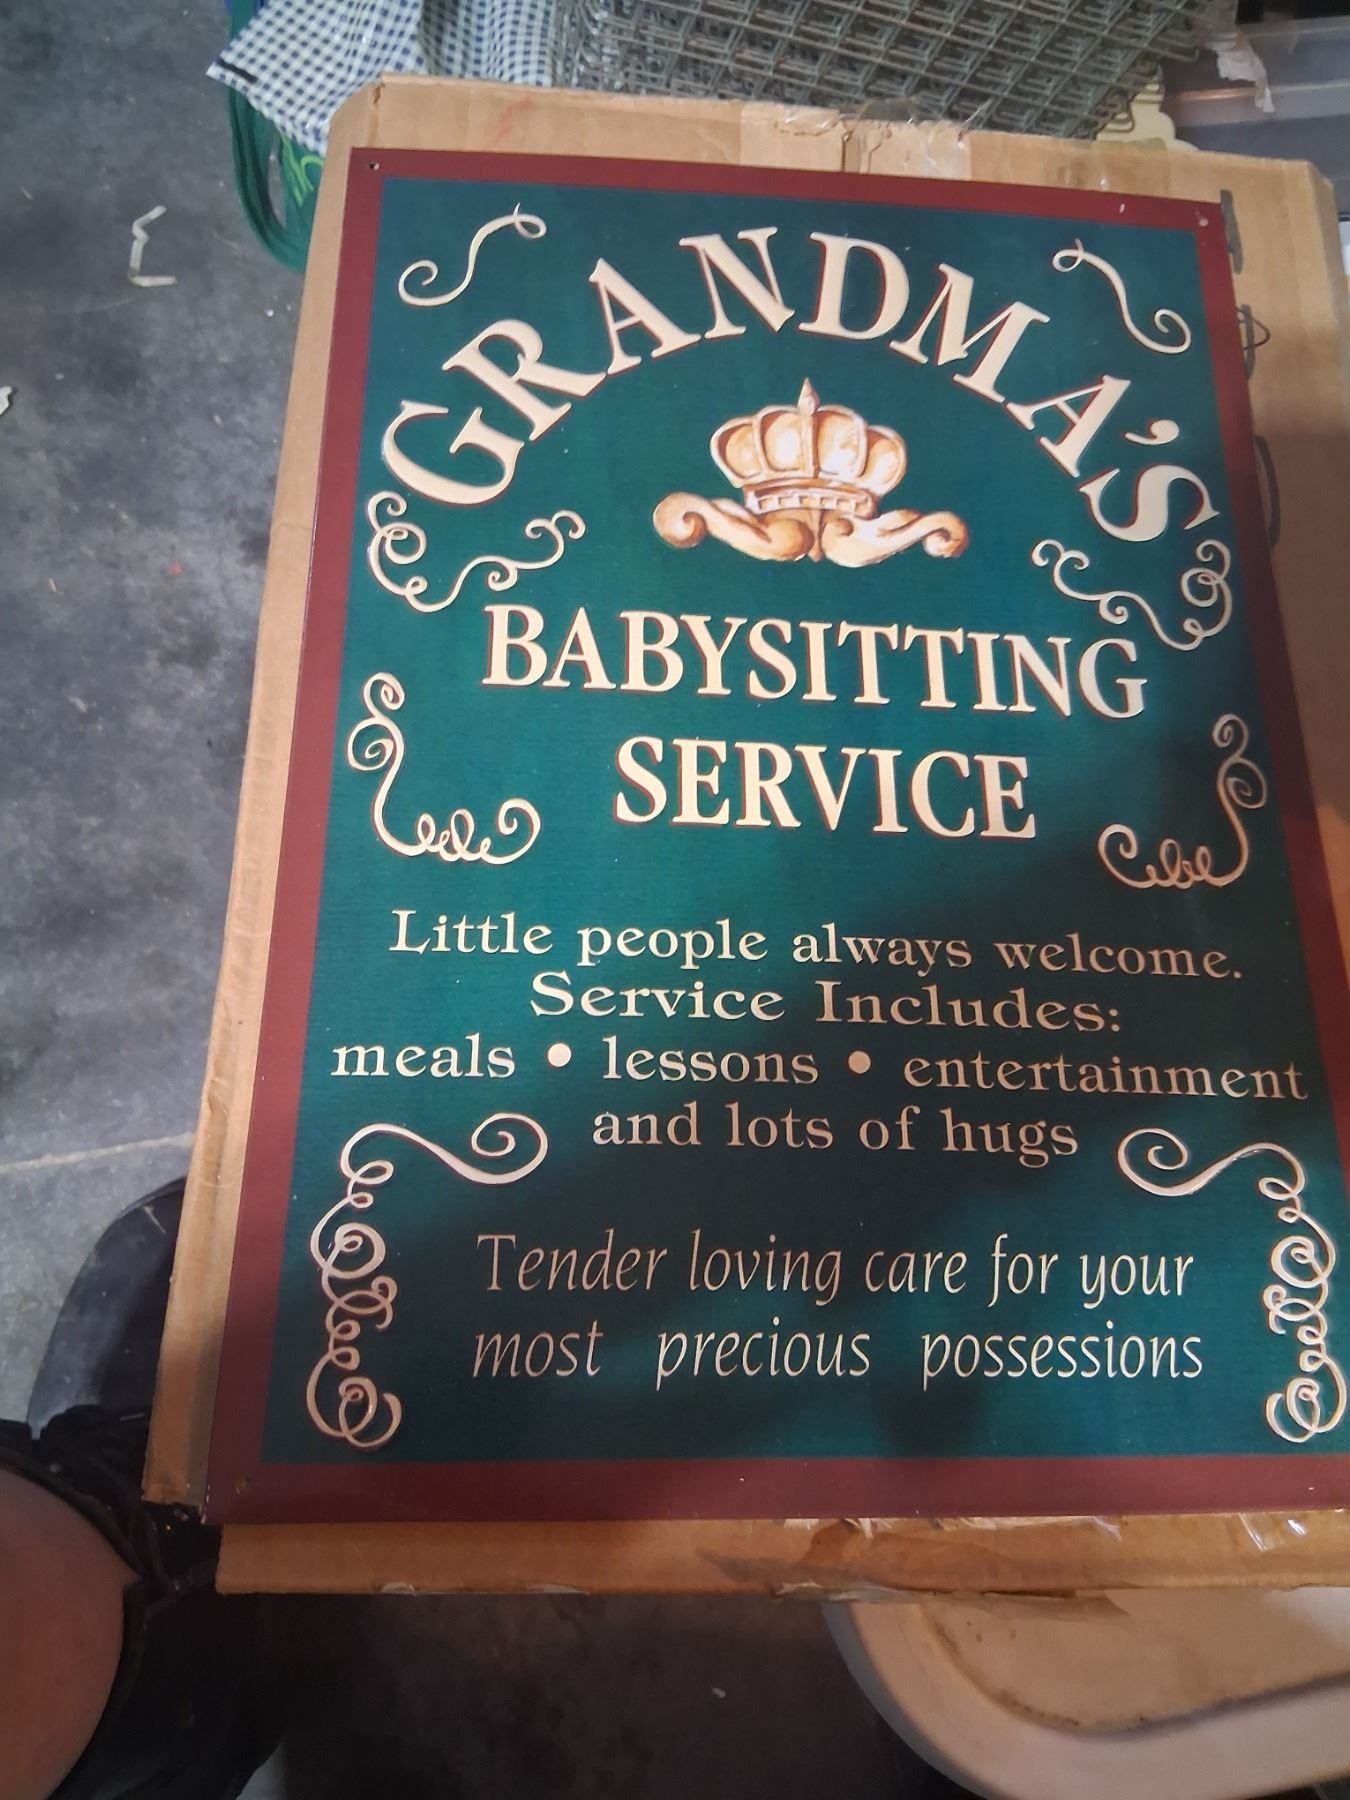 GRANDMA'S
BABYSITTING
SERVICE
Little people always welcome.
Service Includes:
meals • lessons • entertainment
and lots of hugs
Tender loving care for your
most precious possessions